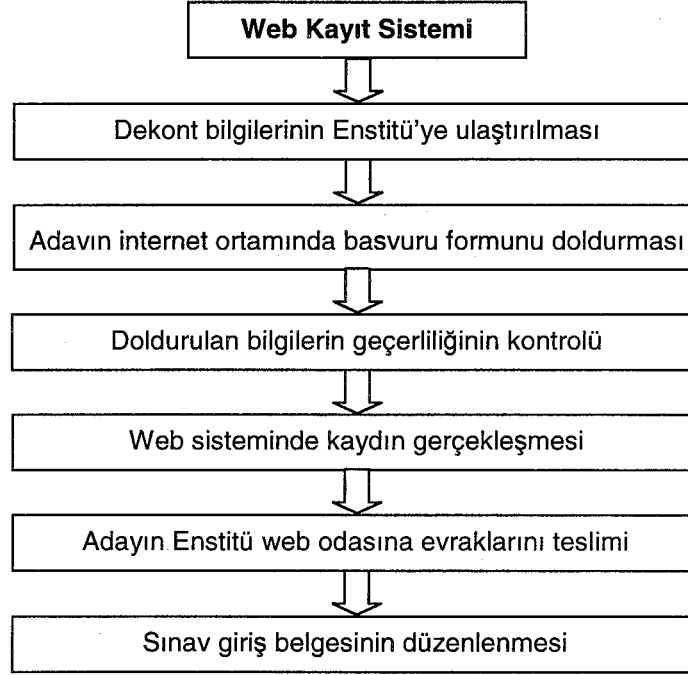 Web Kayıt Sistemi
Dekont bilgilerinin Enstitü'ye ulaştırılması
Adavın internet ortamında basvuru formunu doldurması
Doldurulan bilgilerin geçerliliğinin kontrolü
Web sisteminde kaydın gerçekleşmesi
Adayın Enstitü web odasına evraklarını teslimi
Sınav giriş belgesinin düzenlenmesi